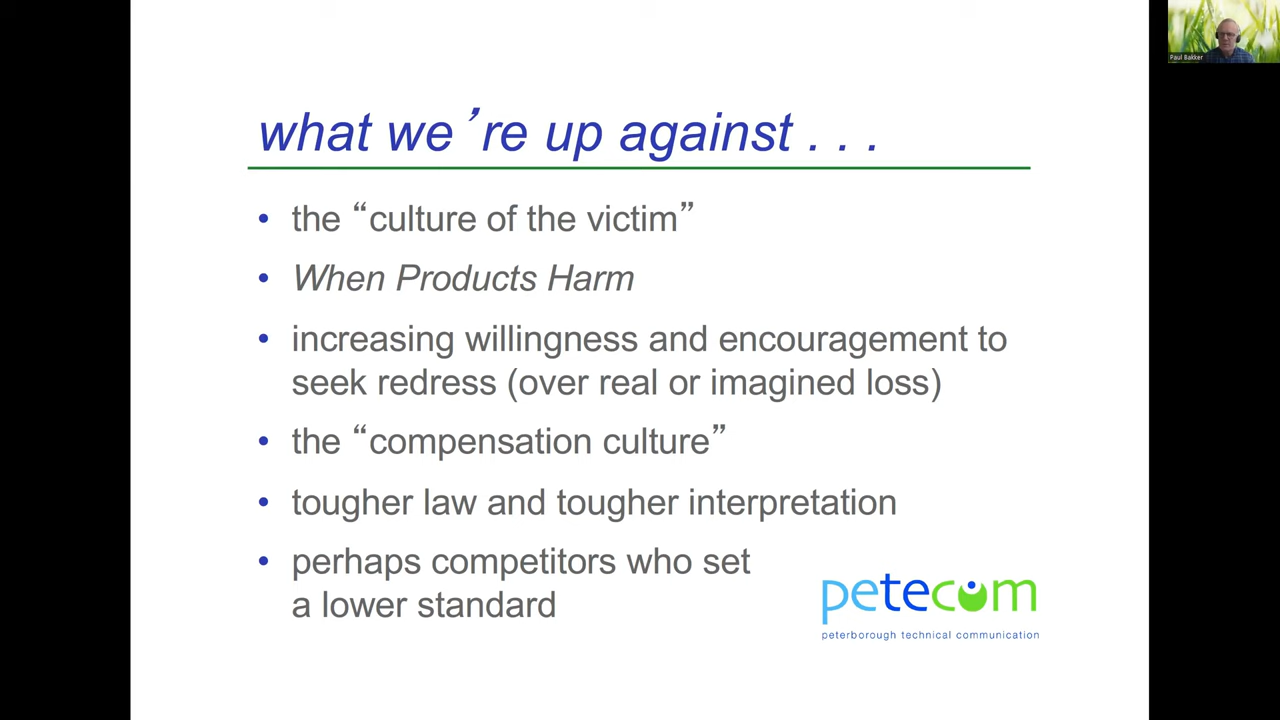 Paul Bakker
what we’re up against . . .
• the “culture of the victim”
• When Products Harm
• increasing willingness and encouragement to
seek redress (over real or imagined loss)
• the “compensation culture”
• tougher law and tougher interpretation
• perhaps competitors who set
a lower standard
petecom
peterborough technical communication